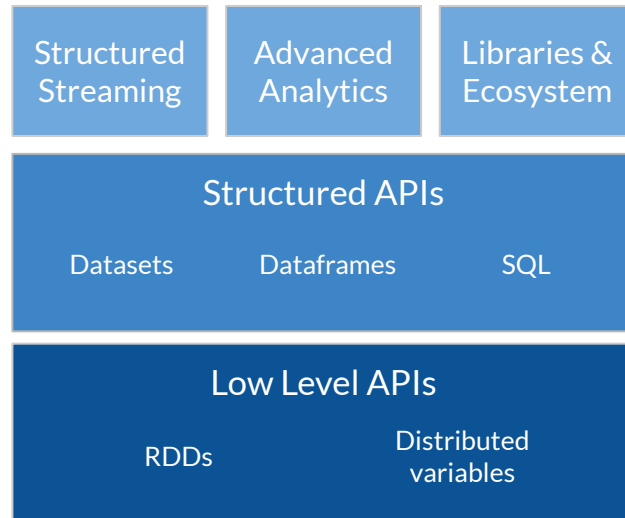 Structured
Streaming
Advanced
Analytics
Libraries &
Ecosystem
Structured APIs
Datasets Dataframes SQL
Low Level APIs
RDDs
Distributed
variables